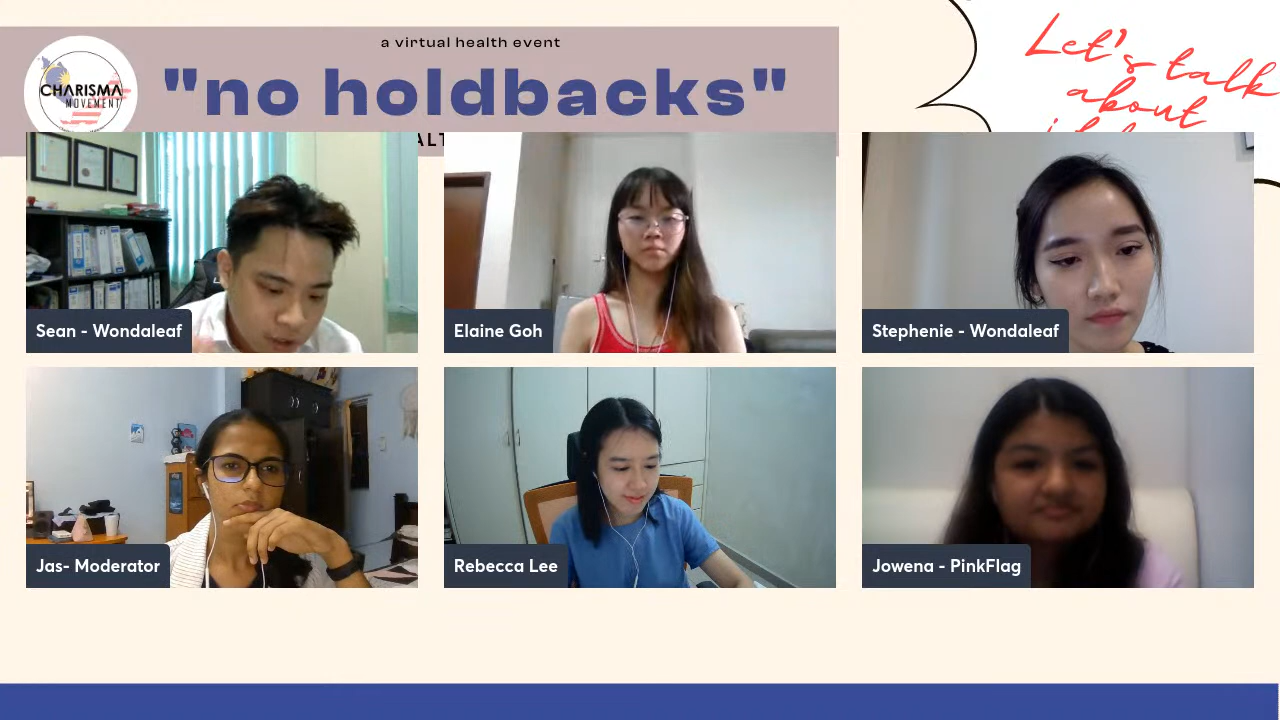 a virtual health event
"no holdbacks"
CHARISMA
MOVEMENT
Let's talk
about
Sean - Wondaleaf
Elaine Goh
Stephenie - Wondaleaf
Jas- Moderator
Rebecca Lee
Jowena - PinkFlag